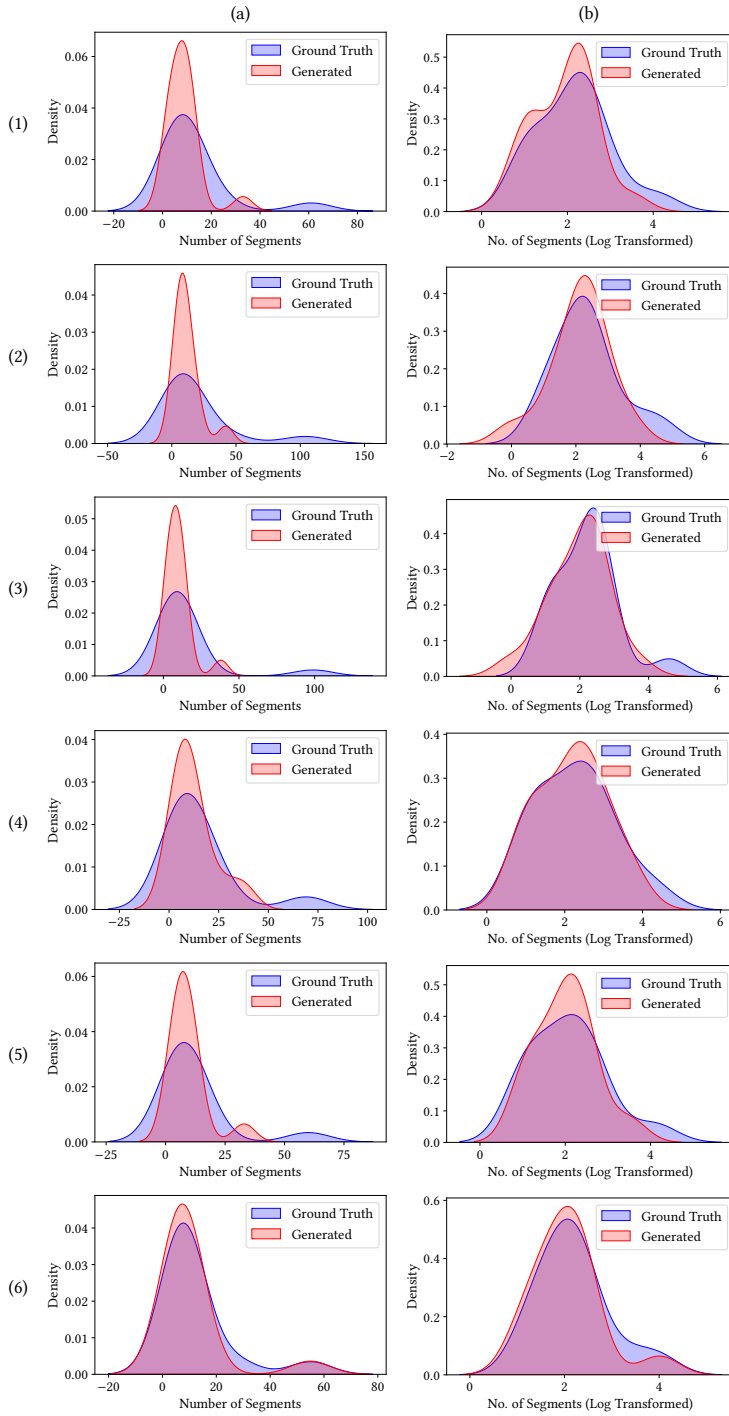 (a)
(b)
(1)
0.06
0.04
0.02
0.00
Density
−20
0
20
40
60
80
Number of Segments
Ground Truth
Generated
0.5
0.4
0.3
0.2
0.1
0.0
Density
0
2
4
No. of Segments (Log Transformed)
Ground Truth
Generated
(2)
0.04
0.03
0.02
0.01
0.00
Density
−50
0
50
100
150
Number of Segments
Ground Truth
Generated
0.4
0.3
0.2
0.1
0.0
Density
−2
0
2
4
6
No. of Segments (Log Transformed)
Ground Truth
Generated
(3)
0.05
0.04
0.03
0.02
0.01
0.00
Density
0
50
100
Number of Segments
Ground Truth
Generated
0.4
0.3
0.2
0.1
0.0
Density
0
2
4
6
No. of Segments (Log Transformed)
Ground Truth
Generated
(4)
0.04
0.03
0.02
0.01
0.00
Density
−25
0
25
50
75
100
Number of Segments
Ground Truth
Generated
0.4
0.3
0.2
0.1
0.0
Density
0
2
4
6
No. of Segments (Log Transformed)
Ground Truth
Generated
(5)
0.06
0.04
0.02
0.00
Density
−25
0
25
50
75
Number of Segments
Ground Truth
Generated
0.5
0.4
0.3
0.2
0.1
0.0
Density
0
2
4
No. of Segments (Log Transformed)
Ground Truth
Generated
(6)
0.04
0.03
0.02
0.01
0.00
Density
−20
0
20
40
60
80
Number of Segments
Ground Truth
Generated
0.6
0.4
0.2
0.0
Density
0
2
4
No. of Segments (Log Transformed)
Ground Truth
Generated